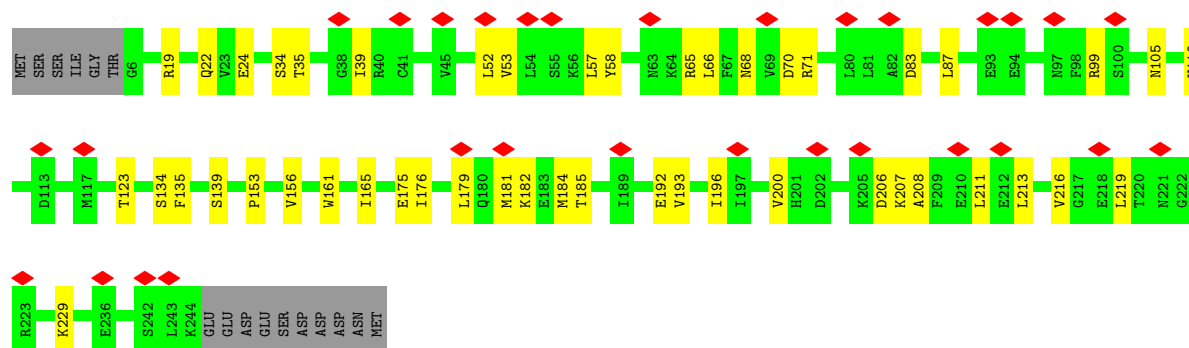 MET SER SER ILE GLY THR G6 R19 Q22 V23 E24 S34 T35 G38 I39 R40 C41 V45 L52 V53 L54 S55 K56 L57 Y58 N63 K64 R65 L66 F67 N68 V69 D70 R71 L80 L81 A82 D83 L87 E93 E94 N97 F98 R99 S100 N105
D113 M117 T123 S134 F135 S139 P153 V156 W161 I165 E175 I176 L179 Q180 M181 K182 E183 M184 T185 I189 E192 V193 I196 I197 V200 H201 D202 K205 D206 K207 A208 F209 E210 L211 E212 L213 V216 G217 E218 L219 T220 N221 G222
R223 K229 E236 S242 L243 K244 GLU GLU ASP GLU SER ASP ASP ASP ASN MET